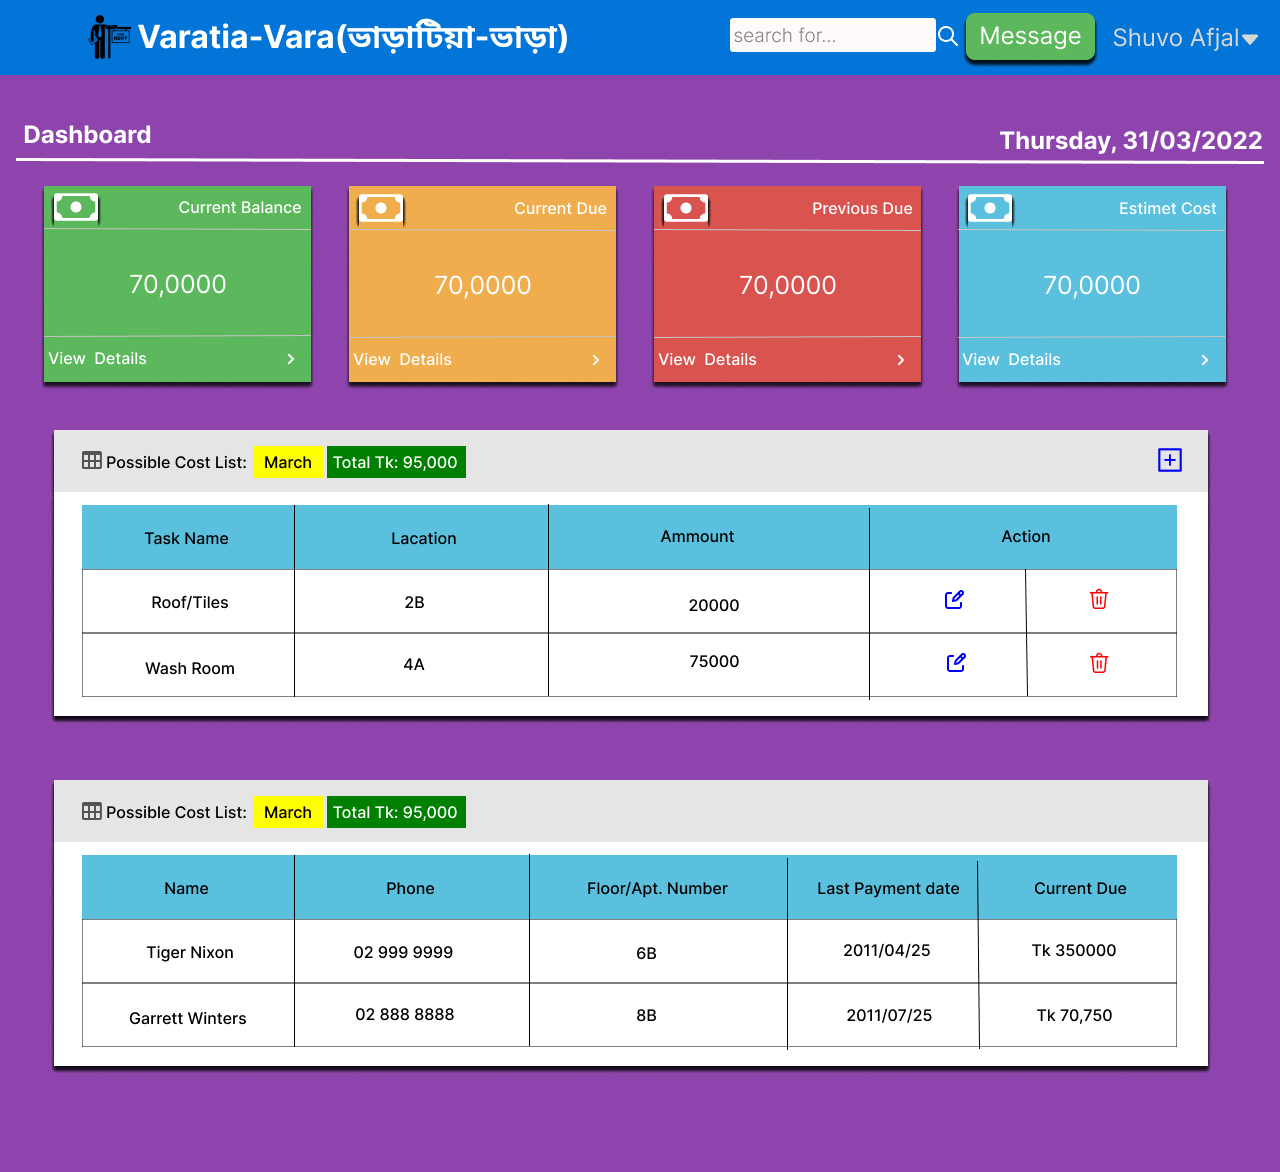 Varatia-Vara(ভাড়াটিয়া-ভাড়া)
search for...
Message
Shuvo Afjal
Dashboard
Thursday, 31/03/2022
Current Balance
70,0000
View Details
Current Due
70,0000
View Details
Previous Due
70,0000
View Details
Estimet Cost
70,0000
View Details
Possible Cost List: March Total Tk: 95,000
Task Name Lacation Ammount Action
Roof/Tiles 2B 20000
Wash Room 4A 75000
Possible Cost List: March Total Tk: 95,000
Name Phone Floor/Apt. Number Last Payment date Current Due
Tiger Nixon 02 999 9999 6B 2011/04/25 Tk 350000
Garrett Winters 02 888 8888 8B 2011/07/25 Tk 70,750